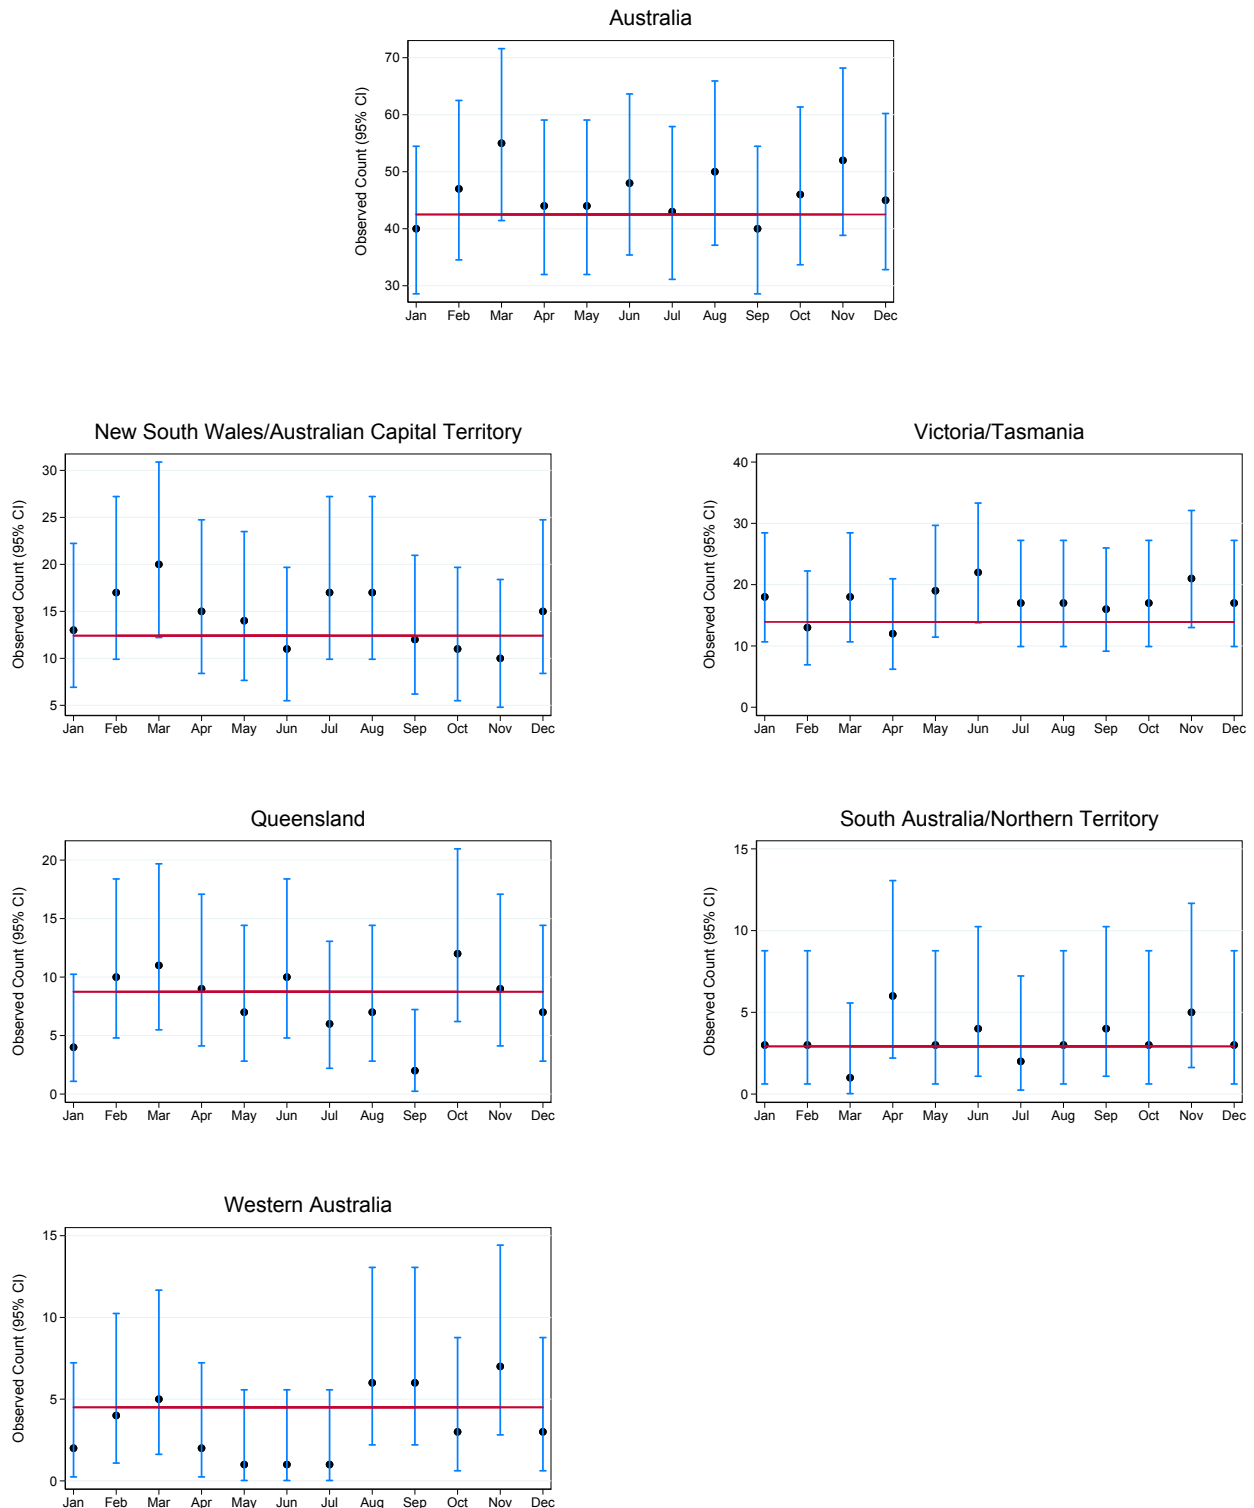 Australia
Observed Count (95% CI)
70
60
50
40
30
Jan Feb Mar Apr May Jun Jul Aug Sep Oct Nov Dec
New South Wales/Australian Capital Territory
Observed Count (95% CI)
30
25
20
15
10
5
Jan Feb Mar Apr May Jun Jul Aug Sep Oct Nov Dec
Victoria/Tasmania
Observed Count (95% CI)
40
30
20
10
0
Jan Feb Mar Apr May Jun Jul Aug Sep Oct Nov Dec
Queensland
Observed Count (95% CI)
20
15
10
5
0
Jan Feb Mar Apr May Jun Jul Aug Sep Oct Nov Dec
South Australia/Northern Territory
Observed Count (95% CI)
15
10
5
0
Jan Feb Mar Apr May Jun Jul Aug Sep Oct Nov Dec
Western Australia
Observed Count (95% CI)
15
10
5
0
Jan Feb Mar Apr May Jun Jul Aug Sep Oct Nov Dec